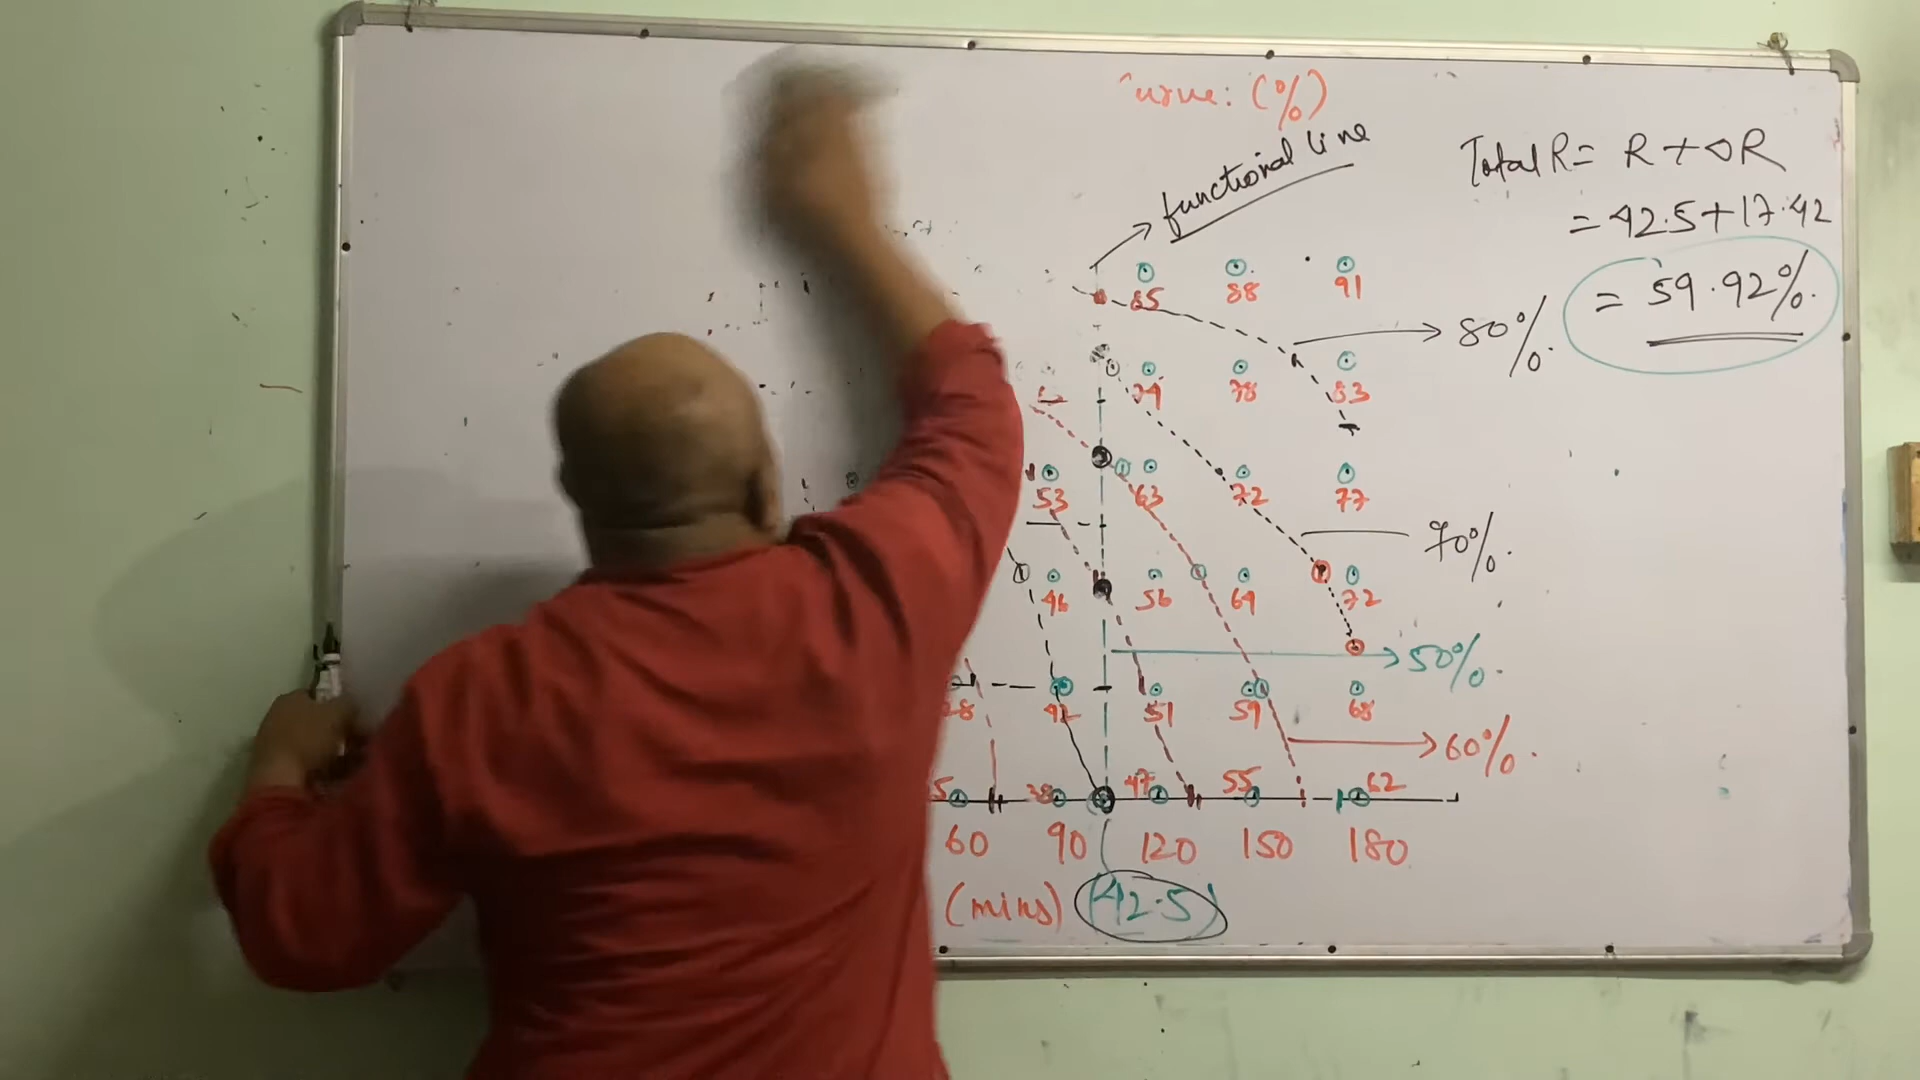 (%)
functional line
Total R = R + △R
= 42.5 + 17.42
= 59.92%.
85 88 91
80%.
79 78 83
53 63 72 77
70%.
46 56 64 72
50%.
42 51 59 68
60%.
38 47 55 62
60 90 120 150 180
(mins) 42.5